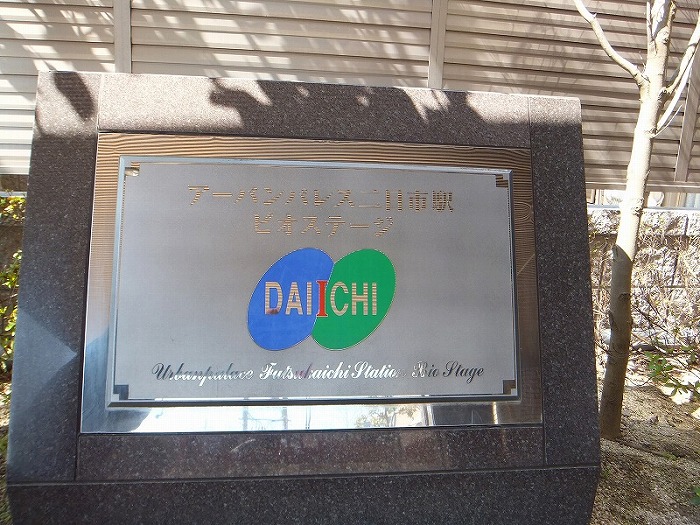 アーバンパレス二日市駅
ビオステージ
DAIICHI
Urbanpalace Futsukaichi Station Bio Stage